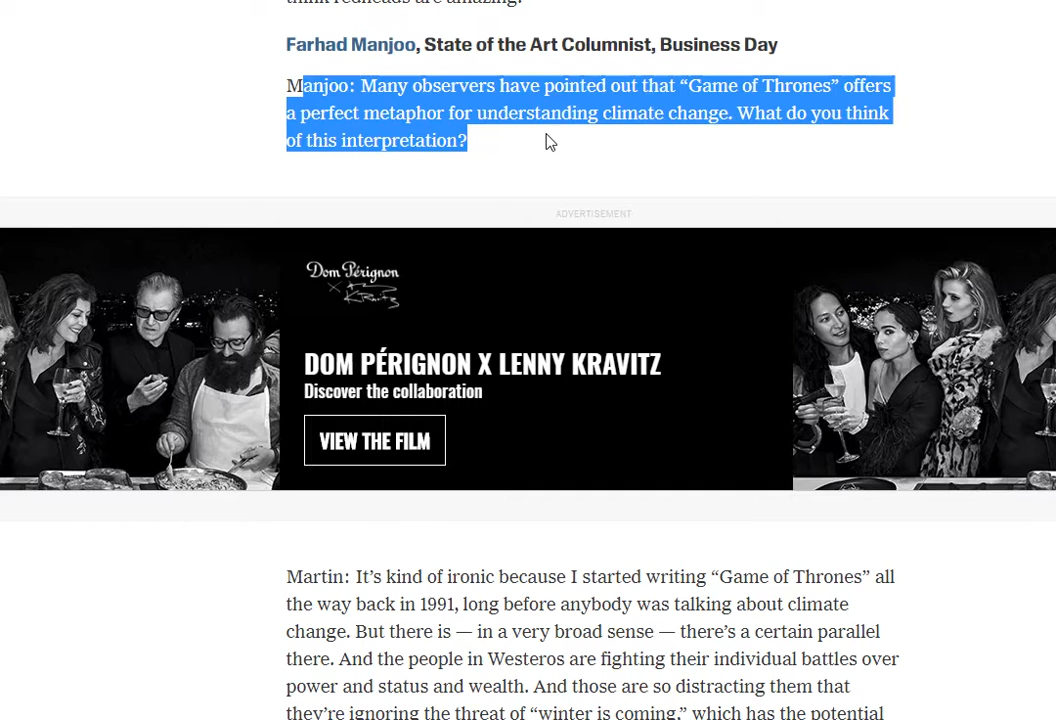 think redheads are amazing.
Farhad Manjoo, State of the Art Columnist, Business Day
Manjoo: Many observers have pointed out that “Game of Thrones” offers
a perfect metaphor for understanding climate change. What do you think
of this interpretation?
ADVERTISEMENT
Dom Pérignon
x Kravitz
DOM PÉRIGNON X LENNY KRAVITZ
Discover the collaboration
VIEW THE FILM
Martin: It’s kind of ironic because I started writing “Game of Thrones” all
the way back in 1991, long before anybody was talking about climate
change. But there is — in a very broad sense — there’s a certain parallel
there. And the people in Westeros are fighting their individual battles over
power and status and wealth. And those are so distracting them that
they’re ignoring the threat of “winter is coming,” which has the potential